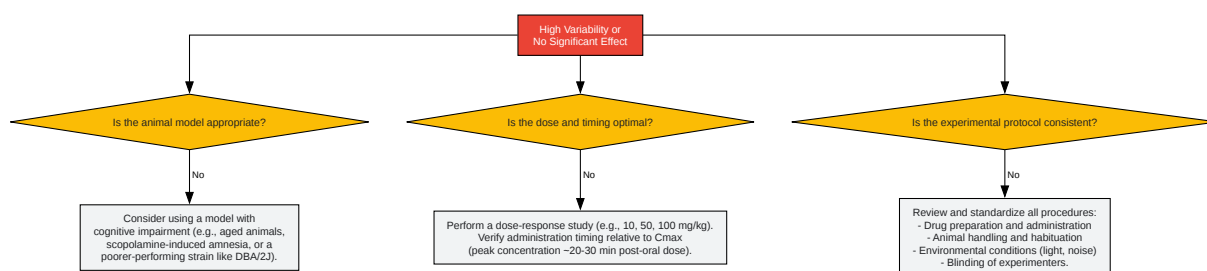 High Variability or
No Significant Effect
Is the animal model appropriate?
Is the dose and timing optimal?
Is the experimental protocol consistent?
No
No
No
Consider using a model with
cognitive impairment (e.g., aged animals,
scopolamine-induced amnesia, or a
poorer-performing strain like DBA/2J).
Perform a dose-response study (e.g., 10, 50, 100 mg/kg).
Verify administration timing relative to Cmax
(peak concentration ~20-30 min post-oral dose).
Review and standardize all procedures:
- Drug preparation and administration
- Animal handling and habituation
- Environmental conditions (light, noise)
- Blinding of experimenters.